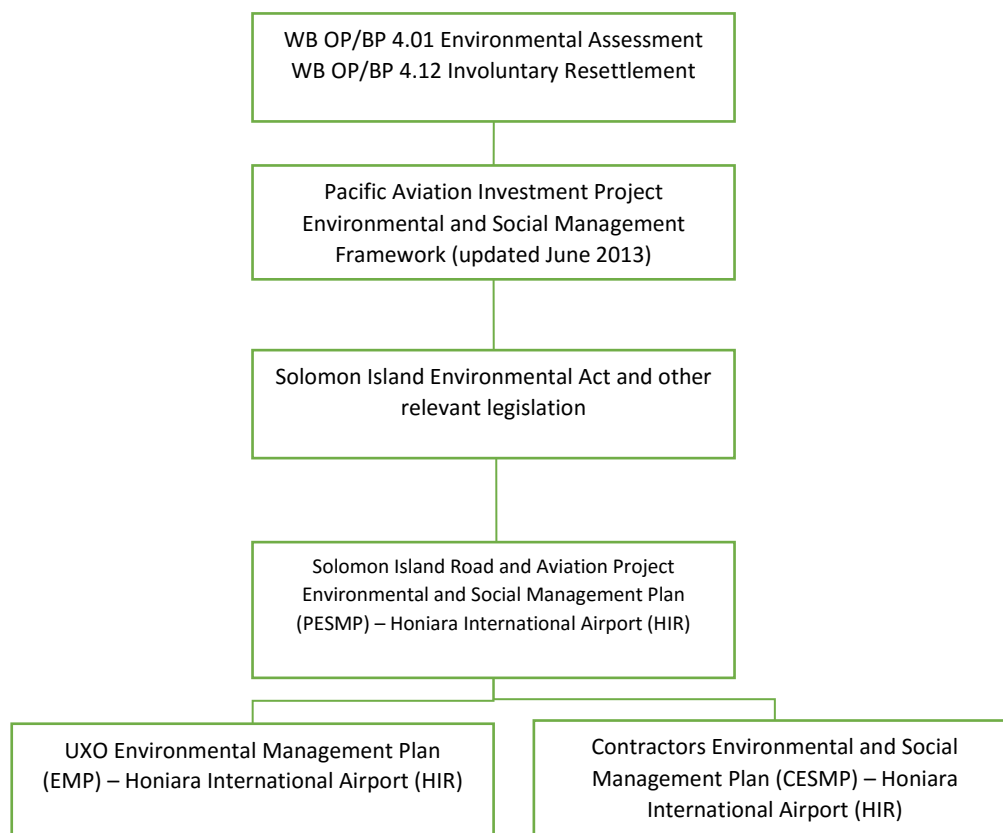 WB OP/BP 4.01 Environmental Assessment
WB OP/BP 4.12 Involuntary Resettlement
Pacific Aviation Investment Project
Environmental and Social Management
Framework (updated June 2013)
Solomon Island Environmental Act and other
relevant legislation
Solomon Island Road and Aviation Project
Environmental and Social Management Plan
(PESMP) – Honiara International Airport (HIR)
UXO Environmental Management Plan
(EMP) – Honiara International Airport (HIR)
Contractors Environmental and Social
Management Plan (CESMP) – Honiara
International Airport (HIR)